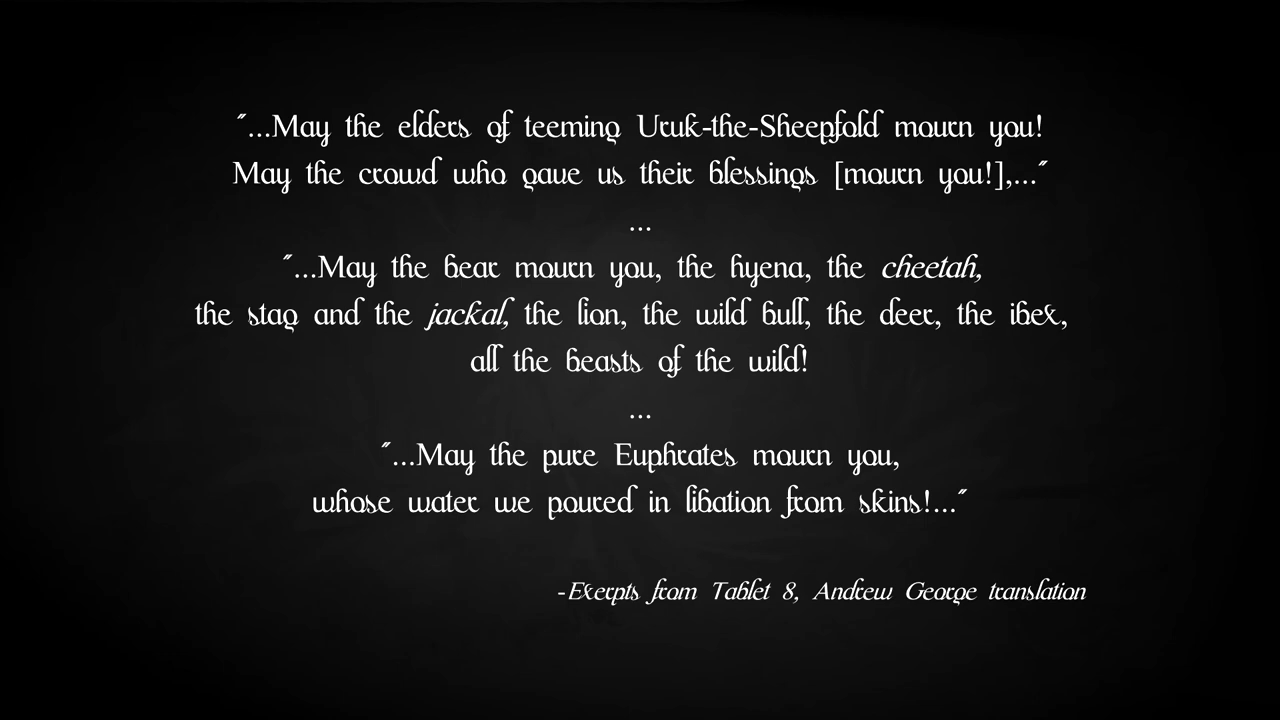 "...May the elders of teeming Uruk-the-Sheepfold mourn you!
May the crowd who gave us their blessings [mourn you!],..."
...
"...May the bear mourn you, the hyena, the cheetah,
the stag and the jackal, the lion, the wild bull, the deer, the ibex,
all the beasts of the wild!
...
"...May the pure Euphrates mourn you,
whose water we poured in libation from skins!..."
-Exerpts from Tablet 8, Andrew George translation